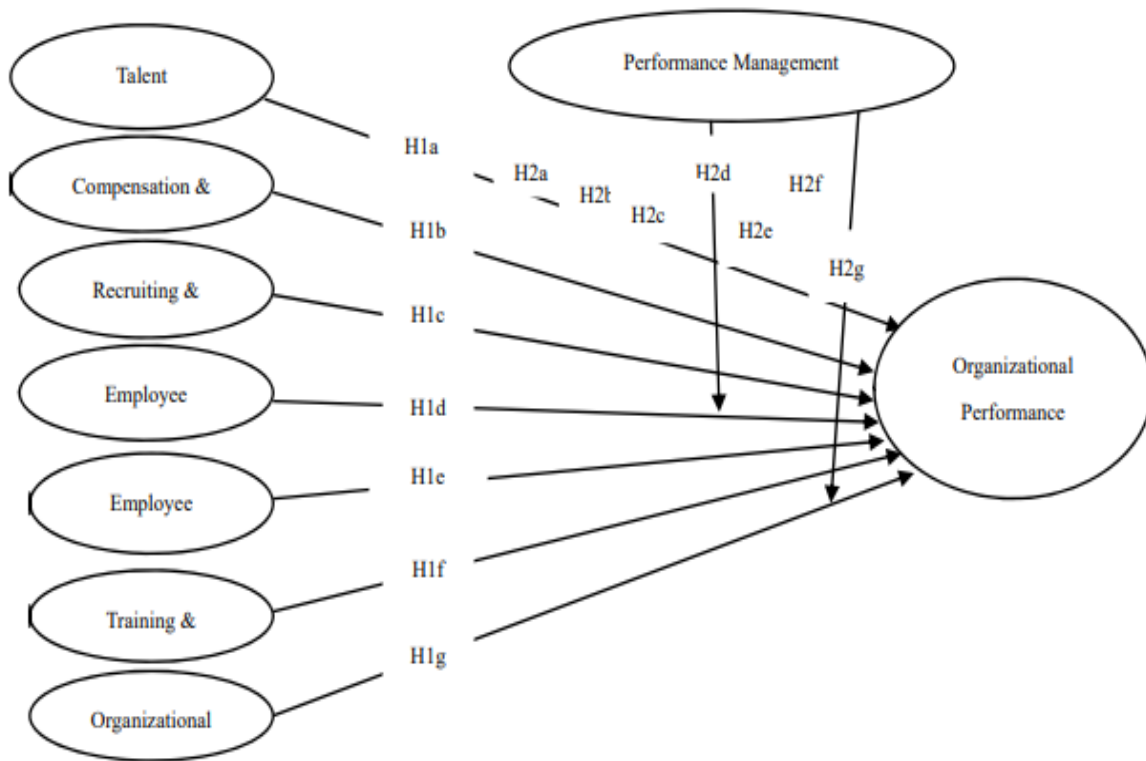 Talent
Performance Management
Compensation &
Recruiting &
Employee
Employee
Training &
Organizational
H1a
H1b
H1c
H1d
H1e
H1f
H1g
H2a
H2b
H2c
H2d
H2e
H2f
H2g
Organizational
Performance